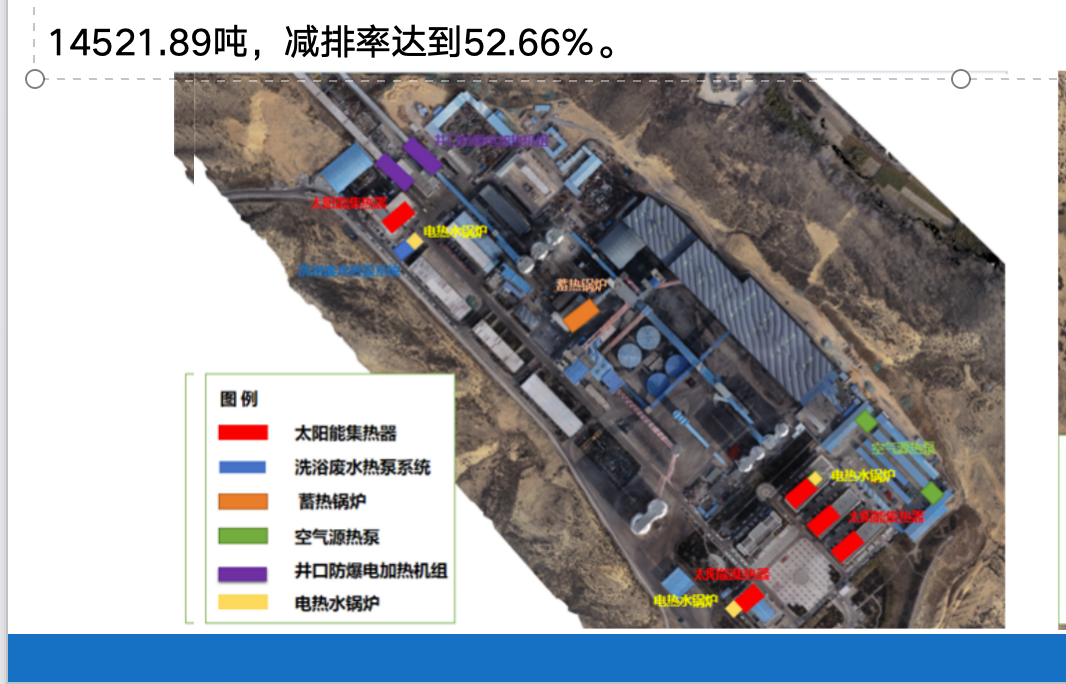 14521.89吨，减排率达到52.66%。
井口防爆电加热机组
太阳能集热器
电热水锅炉
洗浴废水热泵系统
蓄热锅炉
空气源热泵
电热水锅炉
太阳能集热器
太阳能集热器
电热水锅炉
图例
太阳能集热器
洗浴废水热泵系统
蓄热锅炉
空气源热泵
井口防爆电加热机组
电热水锅炉